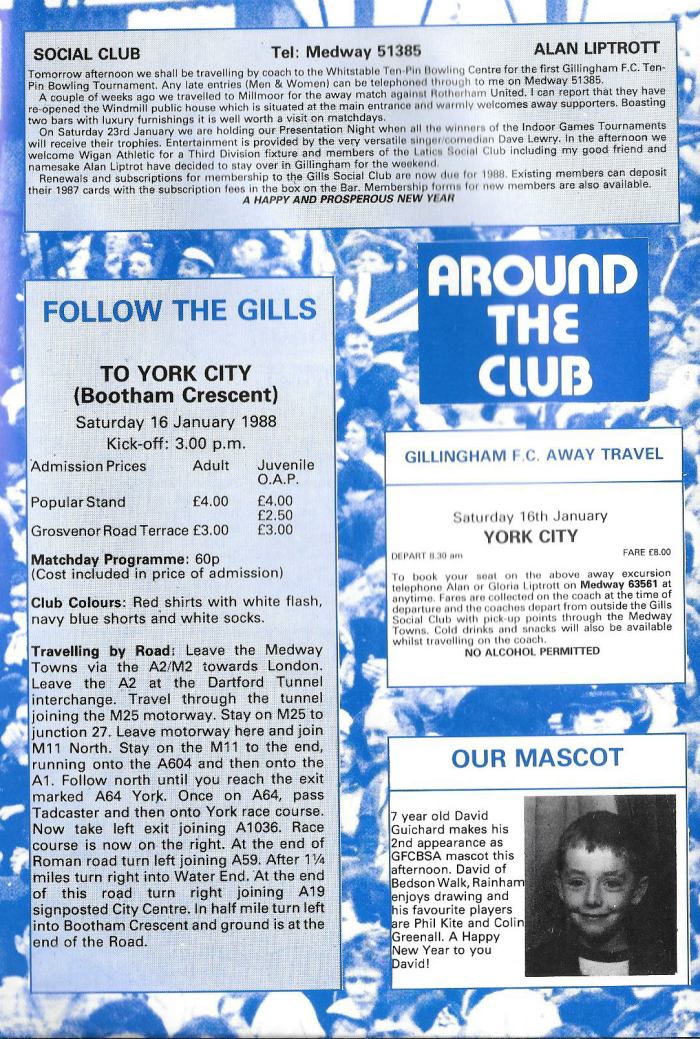 SOCIAL CLUB Tel: Medway 51385 ALAN LIPTROTT
Tomorrow afternoon we shall be travelling by coach to the Whitstable Ten-Pin Bowling Centre for the first Gillingham F.C. Ten-
Pin Bowling Tournament. Any late entries (Men & Women) can be telephoned through to me on Medway 51385.
A couple of weeks ago we travelled to Millmoor for the away match against Rotherham United. I can report that they have
re-opened the Windmill public house which is situated at the main entrance and warmly welcomes away supporters. Boasting
two bars with luxury furnishings it is well worth a visit on matchdays.
On Saturday 23rd January we are holding our Presentation Night when all the winners of the Indoor Games Tournaments
will receive their trophies. Entertainment is provided by the very versatile singer/comedian Dave Lewry. In the afternoon we
welcome Wigan Athletic for a Third Division fixture and members of the Latics Social Club including my good friend and
namesake Alan Liptrot have decided to stay over in Gillingham for the weekend.
Renewals and subscriptions for membership to the Gills Social Club are now due for 1988. Existing members can deposit
their 1987 cards with the subscription fees in the box on the Bar. Membership forms for new members are also available.
A HAPPY AND PROSPEROUS NEW YEAR
AROUND
THE
CLUB
FOLLOW THE GILLS
TO YORK CITY
(Bootham Crescent)
Saturday 16 January 1988
Kick-off: 3.00 p.m.
Admission Prices Adult Juvenile
O.A.P.
Popular Stand £4.00 £4.00
£2.50
Grosvenor Road Terrace £3.00 £3.00
Matchday Programme: 60p
(Cost included in price of admission)
Club Colours: Red shirts with white flash,
navy blue shorts and white socks.
Travelling by Road: Leave the Medway
Towns via the A2/M2 towards London.
Leave the A2 at the Dartford Tunnel
interchange. Travel through the tunnel
joining the M25 motorway. Stay on M25 to
junction 27. Leave motorway here and join
M11 North. Stay on the M11 to the end,
running onto the A604 and then onto the
A1. Follow north until you reach the exit
marked A64 York. Once on A64, pass
Tadcaster and then onto York race course.
Now take left exit joining A1036. Race
course is now on the right. At the end of
Roman road turn left joining A59. After 1¼
miles turn right into Water End. At the end
of this road turn right joining A19
signposted City Centre. In half mile turn left
into Bootham Crescent and ground is at the
end of the Road.
GILLINGHAM F.C. AWAY TRAVEL
Saturday 16th January
YORK CITY
DEPART 8.30 am FARE £8.00
To book your seat on the above away excursion
telephone Alan or Gloria Liptrott on Medway 63561 at
anytime. Fares are collected on the coach at the time of
departure and the coaches depart from outside the Gills
Social Club with pick-up points through the Medway
Towns. Cold drinks and snacks will also be available
whilst travelling on the coach.
NO ALCOHOL PERMITTED
OUR MASCOT
7 year old David
Guichard makes his
2nd appearance as
GFCBSA mascot this
afternoon. David of
Bedson Walk, Rainham
enjoys drawing and
his favourite players
are Phil Kite and Colin
Greenall. A Happy
New Year to you
David!